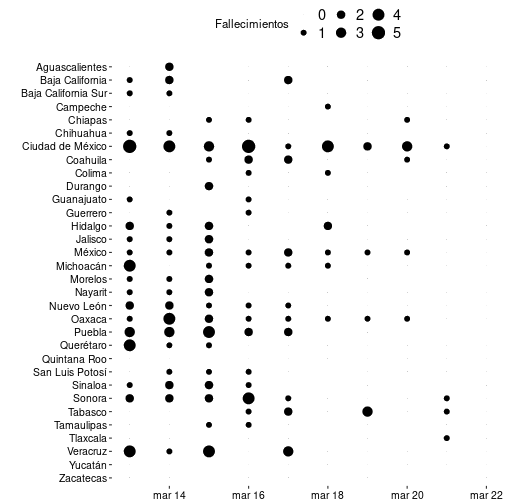 Fallecimientos
0 2 4
1 3 5
Aguascalientes
Baja California
Baja California Sur
Campeche
Chiapas
Chihuahua
Ciudad de México
Coahuila
Colima
Durango
Guanajuato
Guerrero
Hidalgo
Jalisco
México
Michoacán
Morelos
Nayarit
Nuevo León
Oaxaca
Puebla
Querétaro
Quintana Roo
San Luis Potosí
Sinaloa
Sonora
Tabasco
Tamaulipas
Tlaxcala
Veracruz
Yucatán
Zacatecas
mar 14 mar 16 mar 18 mar 20 mar 22